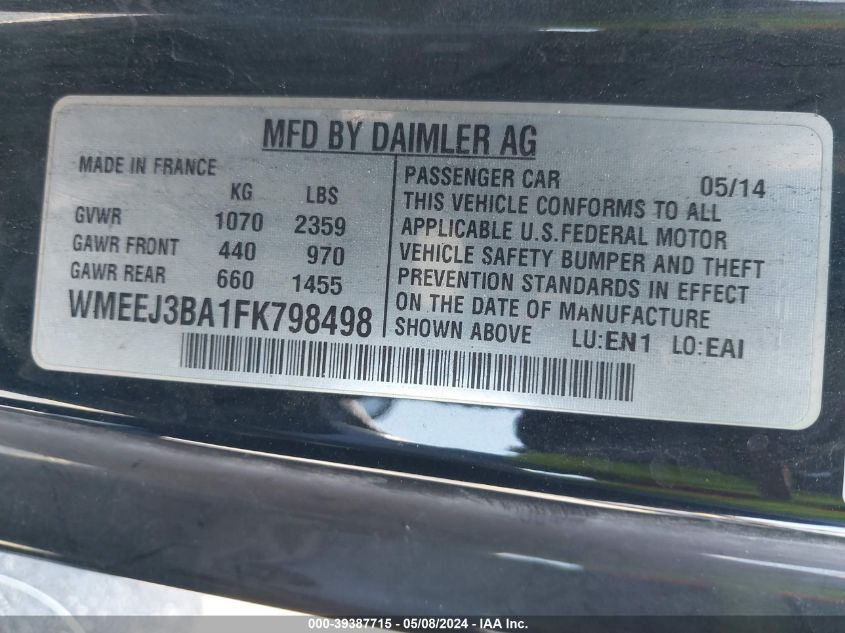 MFD BY DAIMLER AG
MADE IN FRANCE
KG LBS
GVWR 1070 2359
GAWR FRONT 440 970
GAWR REAR 660 1455
WMEEJ3BA1FK798498
PASSENGER CAR 05/14
THIS VEHICLE CONFORMS TO ALL
APPLICABLE U.S.FEDERAL MOTOR
VEHICLE SAFETY BUMPER AND THEFT
PREVENTION STANDARDS IN EFFECT
ON THE DATE OF MANUFACTURE
SHOWN ABOVE LU:EN1 LO:EAI
000-39387715 - 05/08/2024 - IAA Inc.